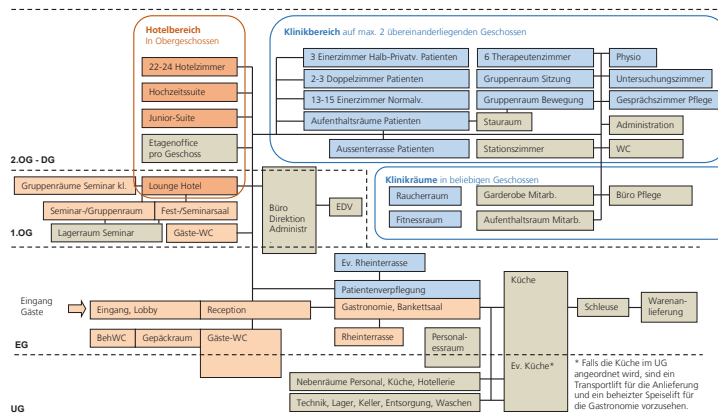 Hotelbereich
In Obergeschossen
22-24 Hotelzimmer
Hochzeitssuite
Junior-Suite
Etagenoffice
pro Geschoss
Klinikbereich auf max. 2 übereinanderliegenden Geschossen
3 Einerzimmer Halb-Privatv. Patienten
2-3 Doppelzimmer Patienten
13-15 Einerzimmer Normalv.
Aufenthaltsräume Patienten
Aussenterrasse Patienten
6 Therapeutenzimmer
Gruppenraum Sitzung
Gruppenraum Bewegung
Stauraum
Stationszimmer
Physio
Untersuchungszimmer
Gesprächszimmer Pflege
Administration
WC
2.OG - DG
Gruppenräume Seminar kl.
Lounge Hotel
Seminar-/Gruppenraum
Fest-/Seminarsaal
Lagerraum Seminar
Gäste-WC
Büro
Direktion
Administr
.
EDV
Klinikräume in beliebigen Geschossen
Raucherraum
Fitnessraum
Garderobe Mitarb.
Aufenthaltsraum Mitarb.
Büro Pflege
1.OG
Ev. Rheinterrasse
Patientenverpflegung
Eingang
Gäste
Eingang, Lobby
Reception
Gastronomie, Bankettsaal
BehWC
Gepäckraum
Gäste-WC
Rheinterrasse
Personal-
essraum
Küche
Schleuse
Warenan-
lieferung
EG
Ev. Küche*
Nebenräume Personal, Küche, Hotellerie
Technik, Lager, Keller, Entsorgung, Waschen
* Falls die Küche im UG
angeordnet wird, sind ein
Transportlift für die Anlieferung
und ein beheizter Speiselift für
die Gastronomie vorzusehen.
UG